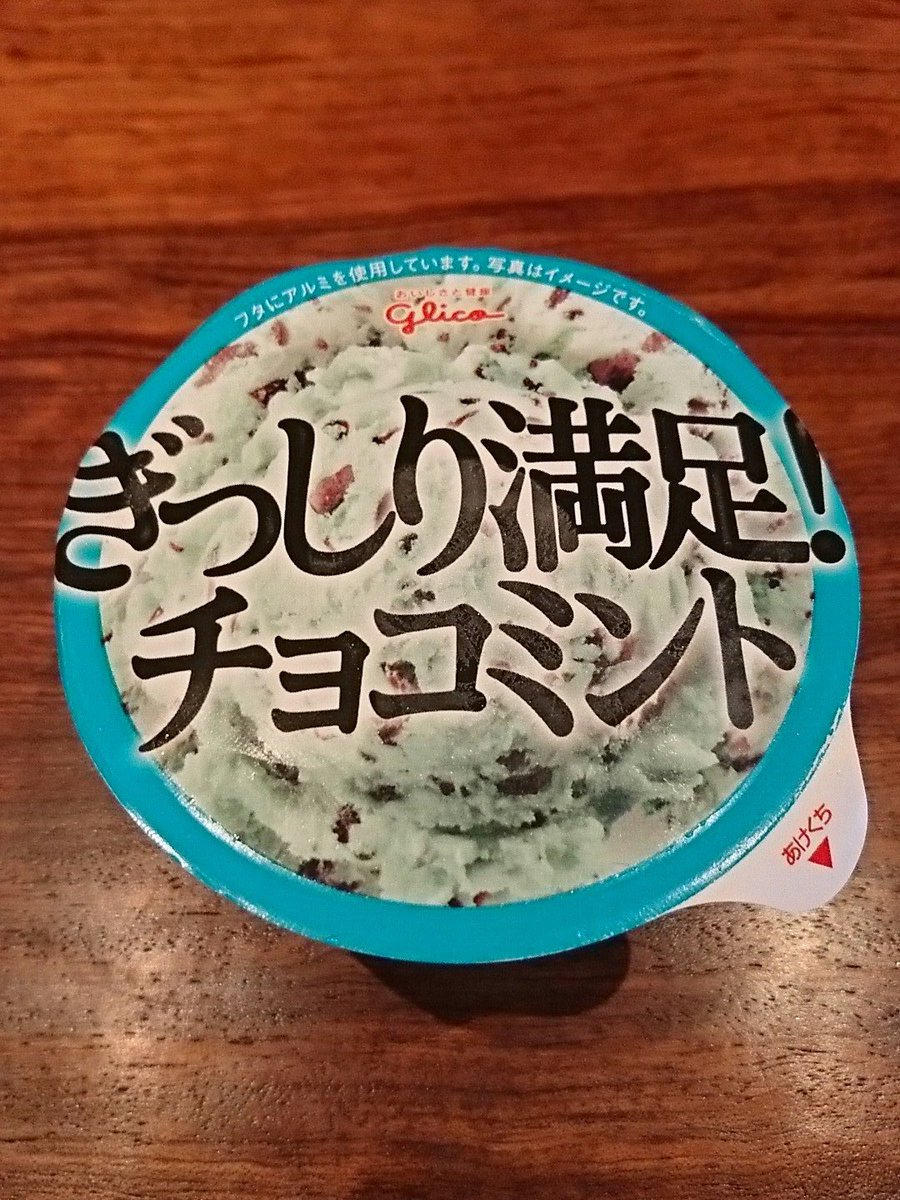 フタにアルミを使用しています。写真はイメージです。
おいしさと健康
glico
ぎっしり満足!
チョコミント
あけくち